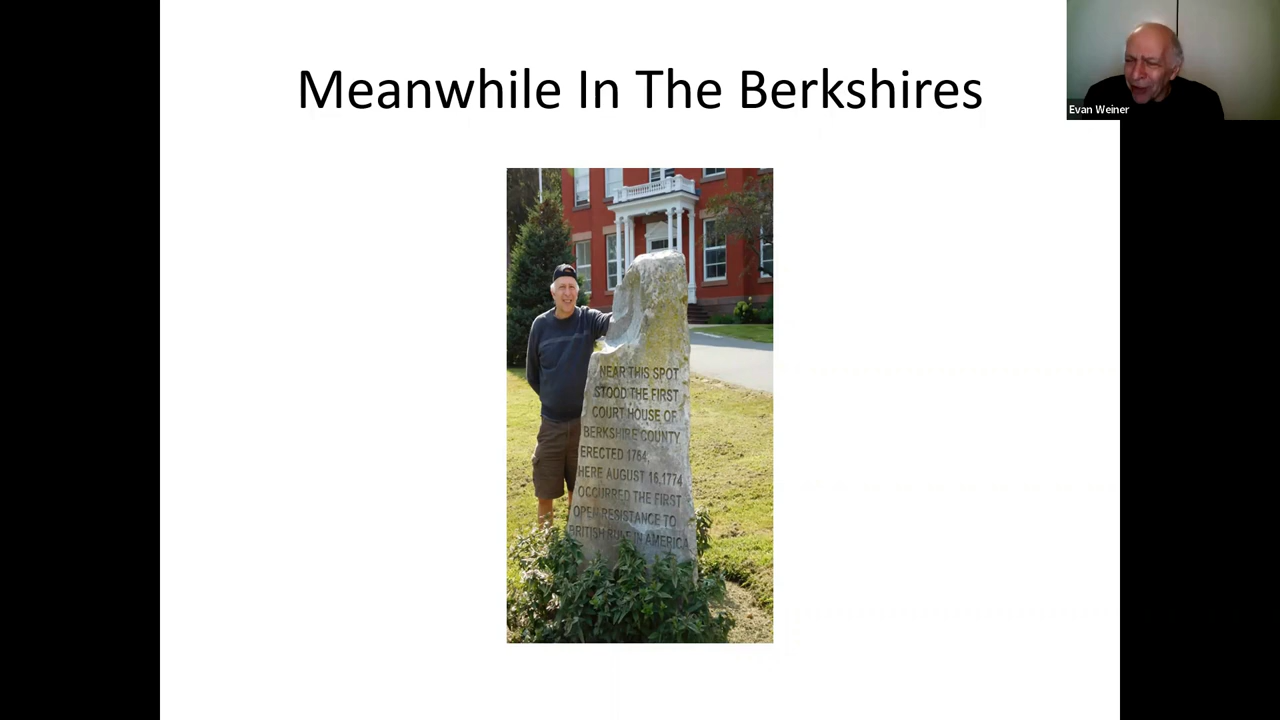 Meanwhile In The Berkshires
Evan Weiner
NEAR THIS SPOT
STOOD THE FIRST
COURT HOUSE OF
BERKSHIRE COUNTY
ERECTED 1764,
HERE AUGUST 16,1774
OCCURRED THE FIRST
OPEN RESISTANCE TO
BRITISH RULE IN AMERICA